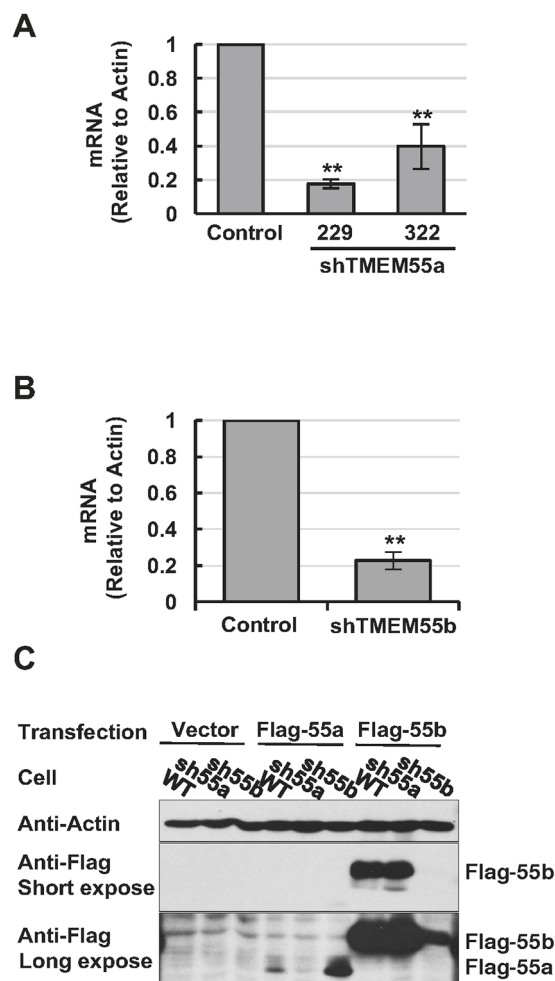 A
mRNA
(Relative to Actin)
1
0.8
0.6
0.4
0.2
0
**
**
Control
229
322
shTMEM55a
B
mRNA
(Relative to Actin)
1
0.8
0.6
0.4
0.2
0
**
Control
shTMEM55b
C
Transfection Vector Flag-55a Flag-55b
Cell WT sh55a sh55b WT sh55a sh55b WT sh55a sh55b
Anti-Actin
Anti-Flag
Short expose
Flag-55b
Anti-Flag
Long expose
Flag-55b
Flag-55a